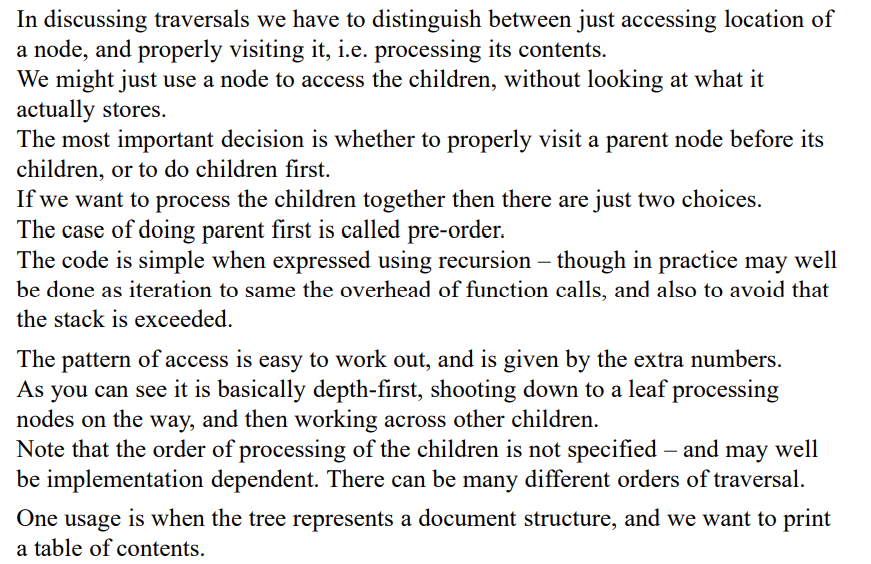 In discussing traversals we have to distinguish between just accessing location of
a node, and properly visiting it, i.e. processing its contents.
We might just use a node to access the children, without looking at what it
actually stores.
The most important decision is whether to properly visit a parent node before its
children, or to do children first.
If we want to process the children together then there are just two choices.
The case of doing parent first is called pre-order.
The code is simple when expressed using recursion – though in practice may well
be done as iteration to same the overhead of function calls, and also to avoid that
the stack is exceeded.
The pattern of access is easy to work out, and is given by the extra numbers.
As you can see it is basically depth-first, shooting down to a leaf processing
nodes on the way, and then working across other children.
Note that the order of processing of the children is not specified – and may well
be implementation dependent. There can be many different orders of traversal.
One usage is when the tree represents a document structure, and we want to print
a table of contents.